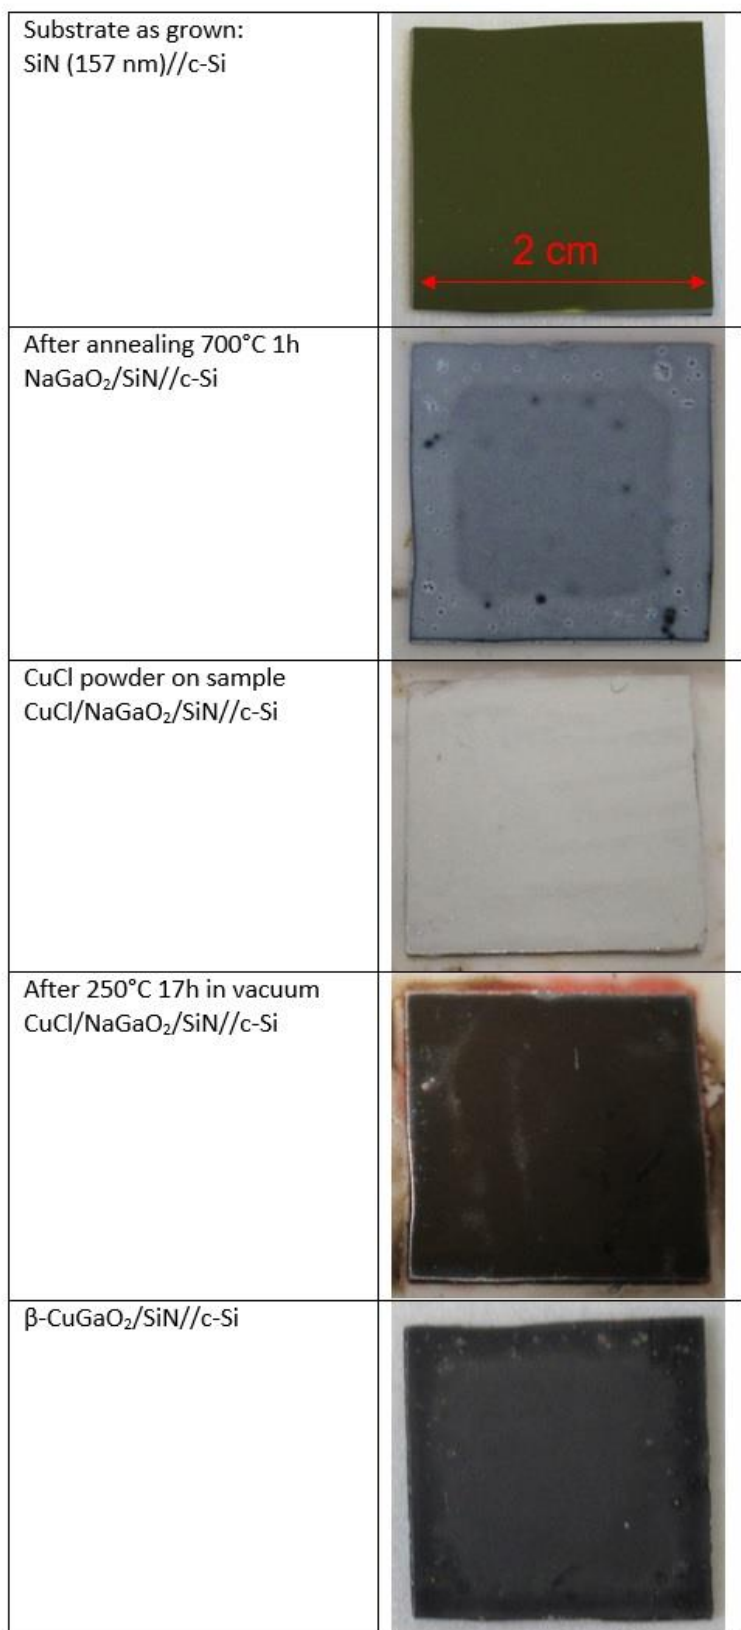 Substrate as grown:
SiN (157 nm)//c-Si
2 cm
After annealing 700°C 1h
NaGaO₂/SiN//c-Si
CuCl powder on sample
CuCl/NaGaO₂/SiN//c-Si
After 250°C 17h in vacuum
CuCl/NaGaO₂/SiN//c-Si
β-CuGaO₂/SiN//c-Si